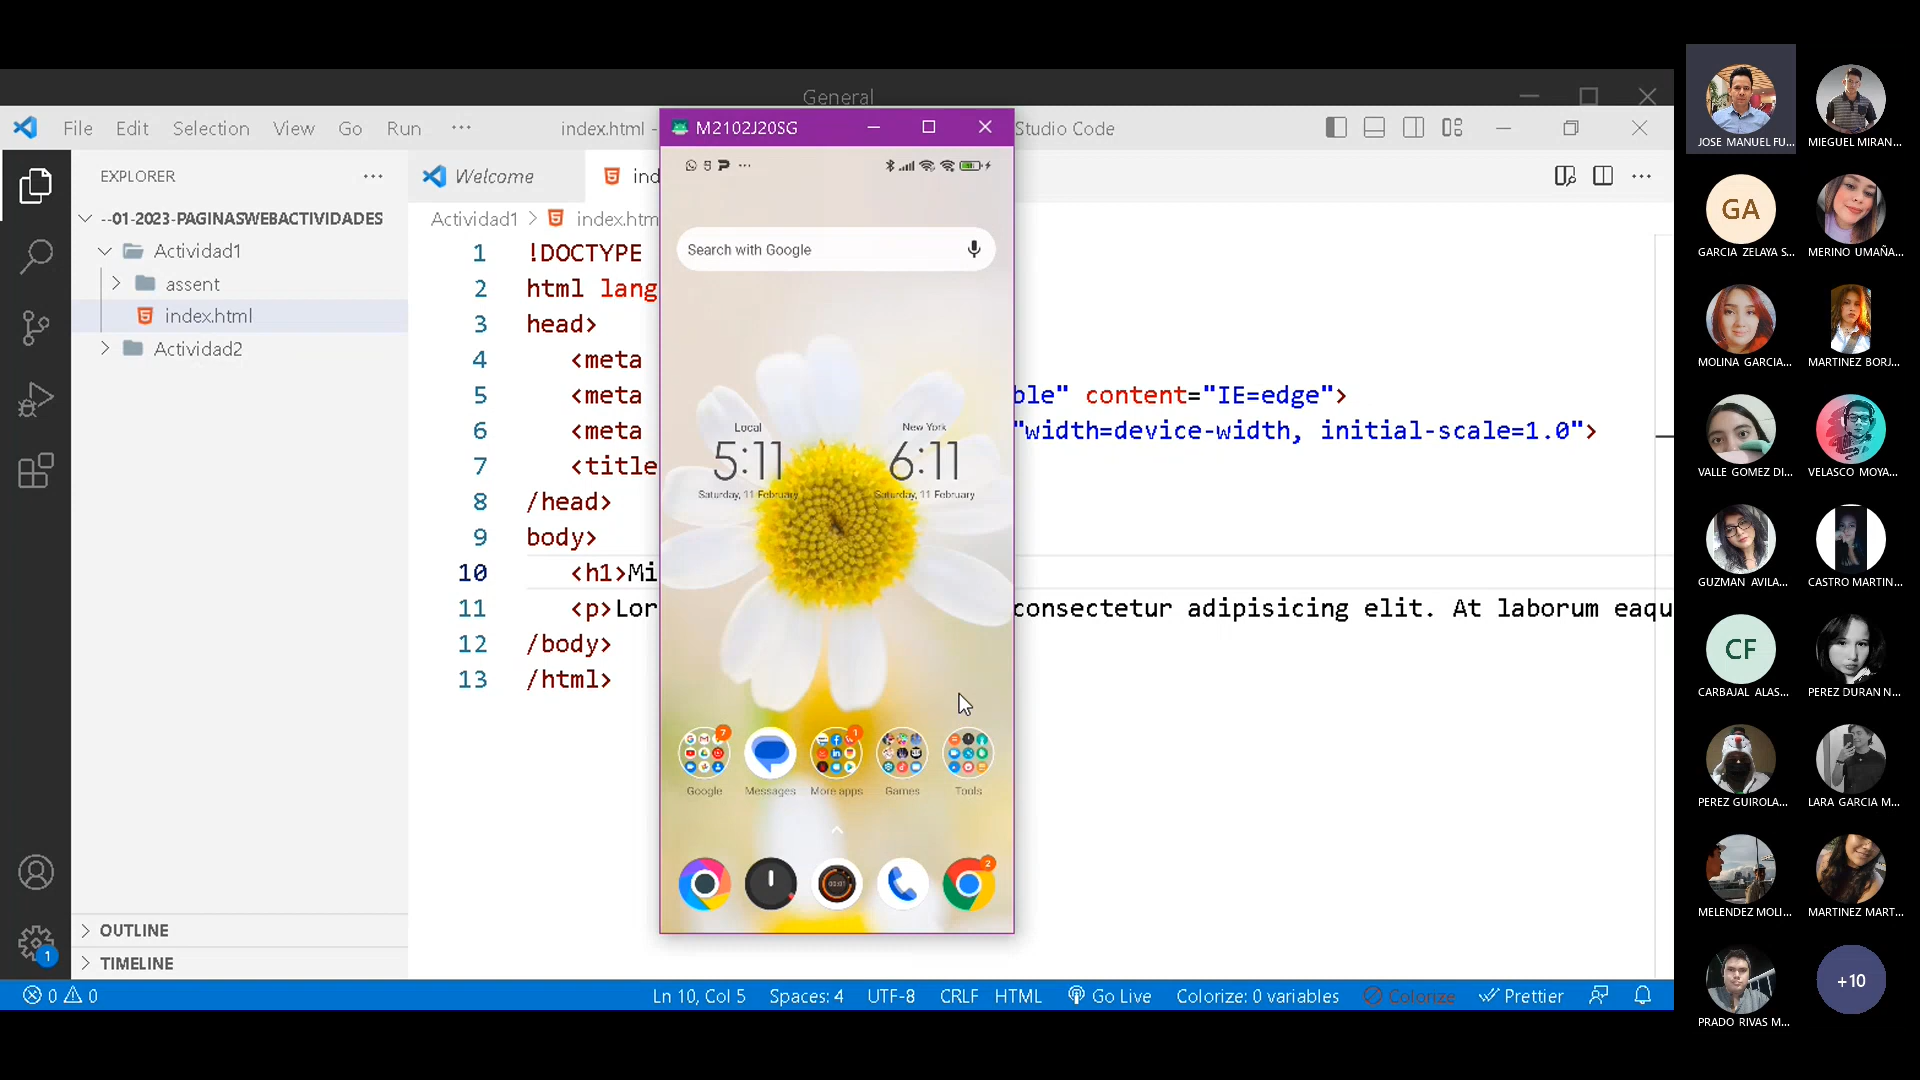 General
File Edit Selection View Go Run ···
index.html -
Studio Code
M2102J20SG
EXPLORER
Welcome
ind
--01-2023-PAGINASWEBACTIVIDADES
Actividad1
assent
index.html
Actividad2
Actividad1 > index.htm
1 !DOCTYPE
2 html lang
3 head>
4 <meta
5 <meta ble" content="IE=edge">
6 <meta "width=device-width, initial-scale=1.0">
7 <title
8 /head>
9 body>
10 <h1>Mi
11 <p>Lor consectetur adipisicing elit. At laborum eaqu
12 /body>
13 /html>
Search with Google
Local
5:11
Saturday, 11 February
New York
6:11
Saturday, 11 February
7
1
Google Messages More apps Games Tools
00:01
2
OUTLINE
TIMELINE
1
0 0
Ln 10, Col 5 Spaces: 4 UTF-8 CRLF HTML Go Live Colorize: 0 variables Colorize Prettier
JOSE MANUEL FU...
MIEGUEL MIRAN...
GA
GARCIA ZELAYA S...
MERINO UMAÑA...
MOLINA GARCIA...
MARTINEZ BORJ...
VALLE GOMEZ DI...
VELASCO MOYA...
GUZMAN AVILA...
CASTRO MARTIN...
CF
CARBAJAL ALAS...
PEREZ DURAN N...
PEREZ GUIROLA...
LARA GARCIA M...
MELENDEZ MOLI...
MARTINEZ MART...
PRADO RIVAS M...
+10